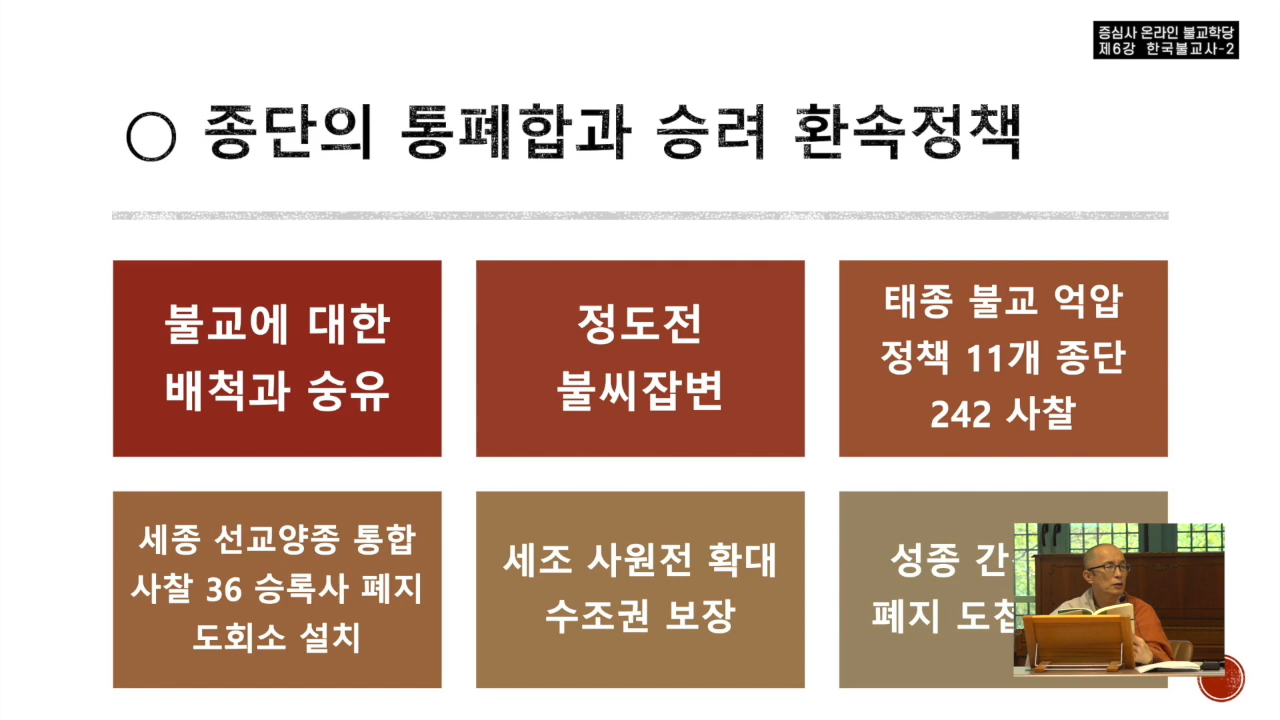 증심사 온라인 불교학당
제6강 한국불교사-2
○ 종단의 통폐합과 승려 환속정책
불교에 대한
배척과 숭유
정도전
불씨잡변
태종 불교 억압
정책 11개 종단
242 사찰
세종 선교양종 통합
사찰 36 승록사 폐지
도회소 설치
세조 사원전 확대
수조권 보장
성종
폐지